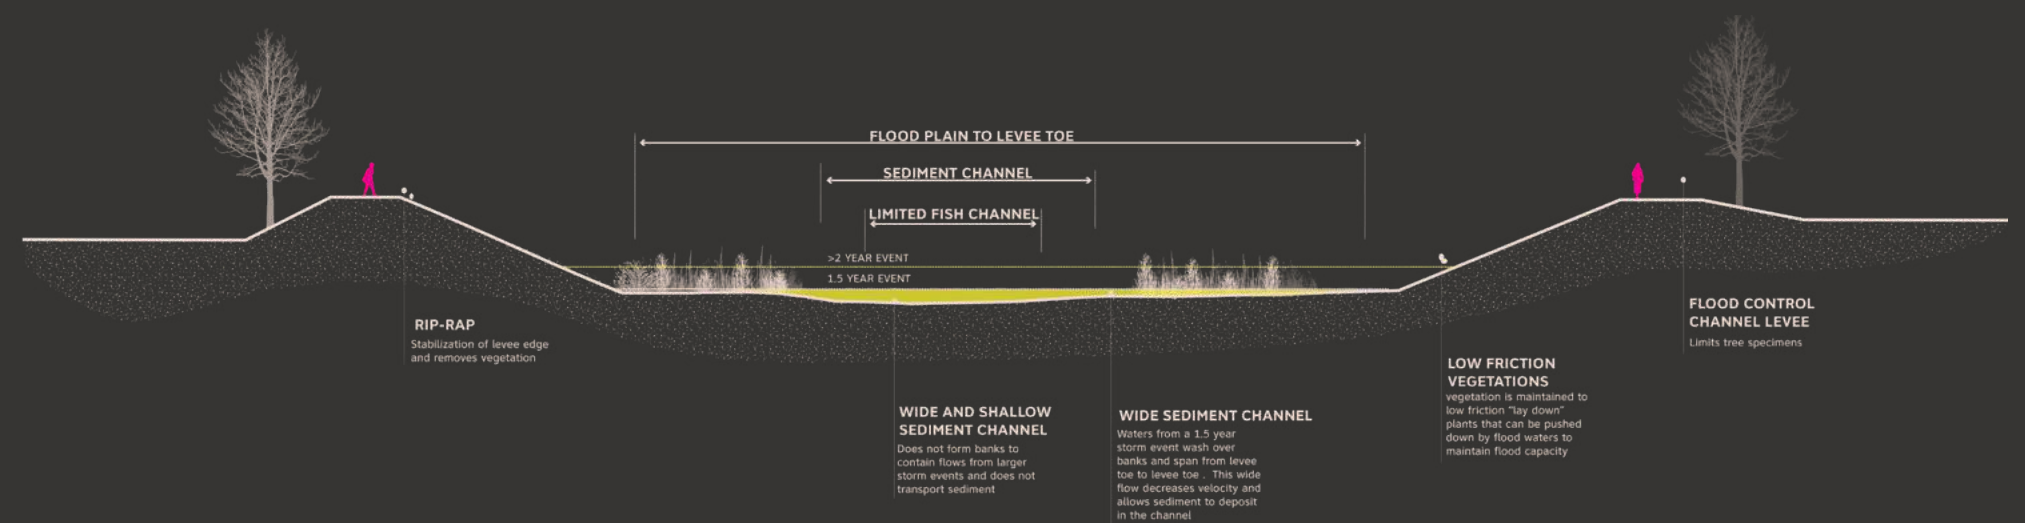 FLOOD PLAIN TO LEVEE TOE
SEDIMENT CHANNEL
LIMITED FISH CHANNEL
>2 YEAR EVENT
1.5 YEAR EVENT
RIP-RAP
Stabilization of levee edge
and removes vegetation
WIDE AND SHALLOW
SEDIMENT CHANNEL
Does not form banks to
contain flows from larger
storm events and does not
transport sediment
WIDE SEDIMENT CHANNEL
Waters from a 1.5 year
storm event wash over
banks and span from levee
toe to levee toe . This wide
flow decreases velocity and
allows sediment to deposit
in the channel
LOW FRICTION
VEGETATIONS
vegetation is maintained to
low friction "lay down"
plants that can be pushed
down by flood waters to
maintain flood capacity
FLOOD CONTROL
CHANNEL LEVEE
Limits tree specimens